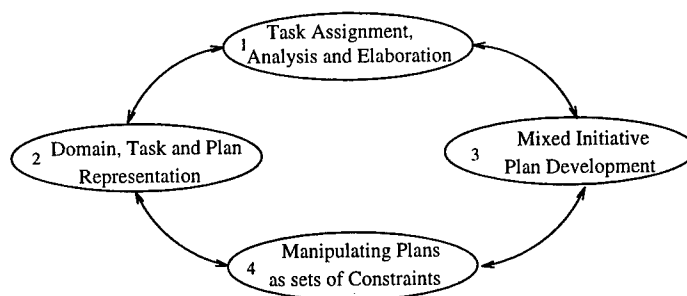 1 Task Assignment,
Analysis and Elaboration
2 Domain, Task and Plan
Representation
3 Mixed Initiative
Plan Development
4 Manipulating Plans
as sets of Constraints